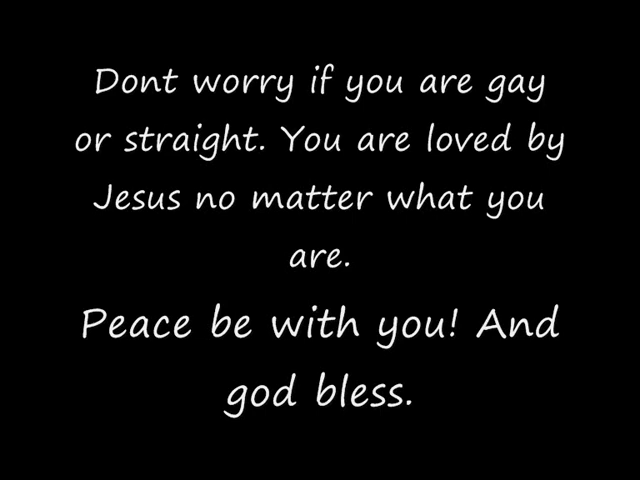 Dont worry if you are gay
or straight. You are loved by
Jesus no matter what you
are.
Peace be with you! And
god bless.